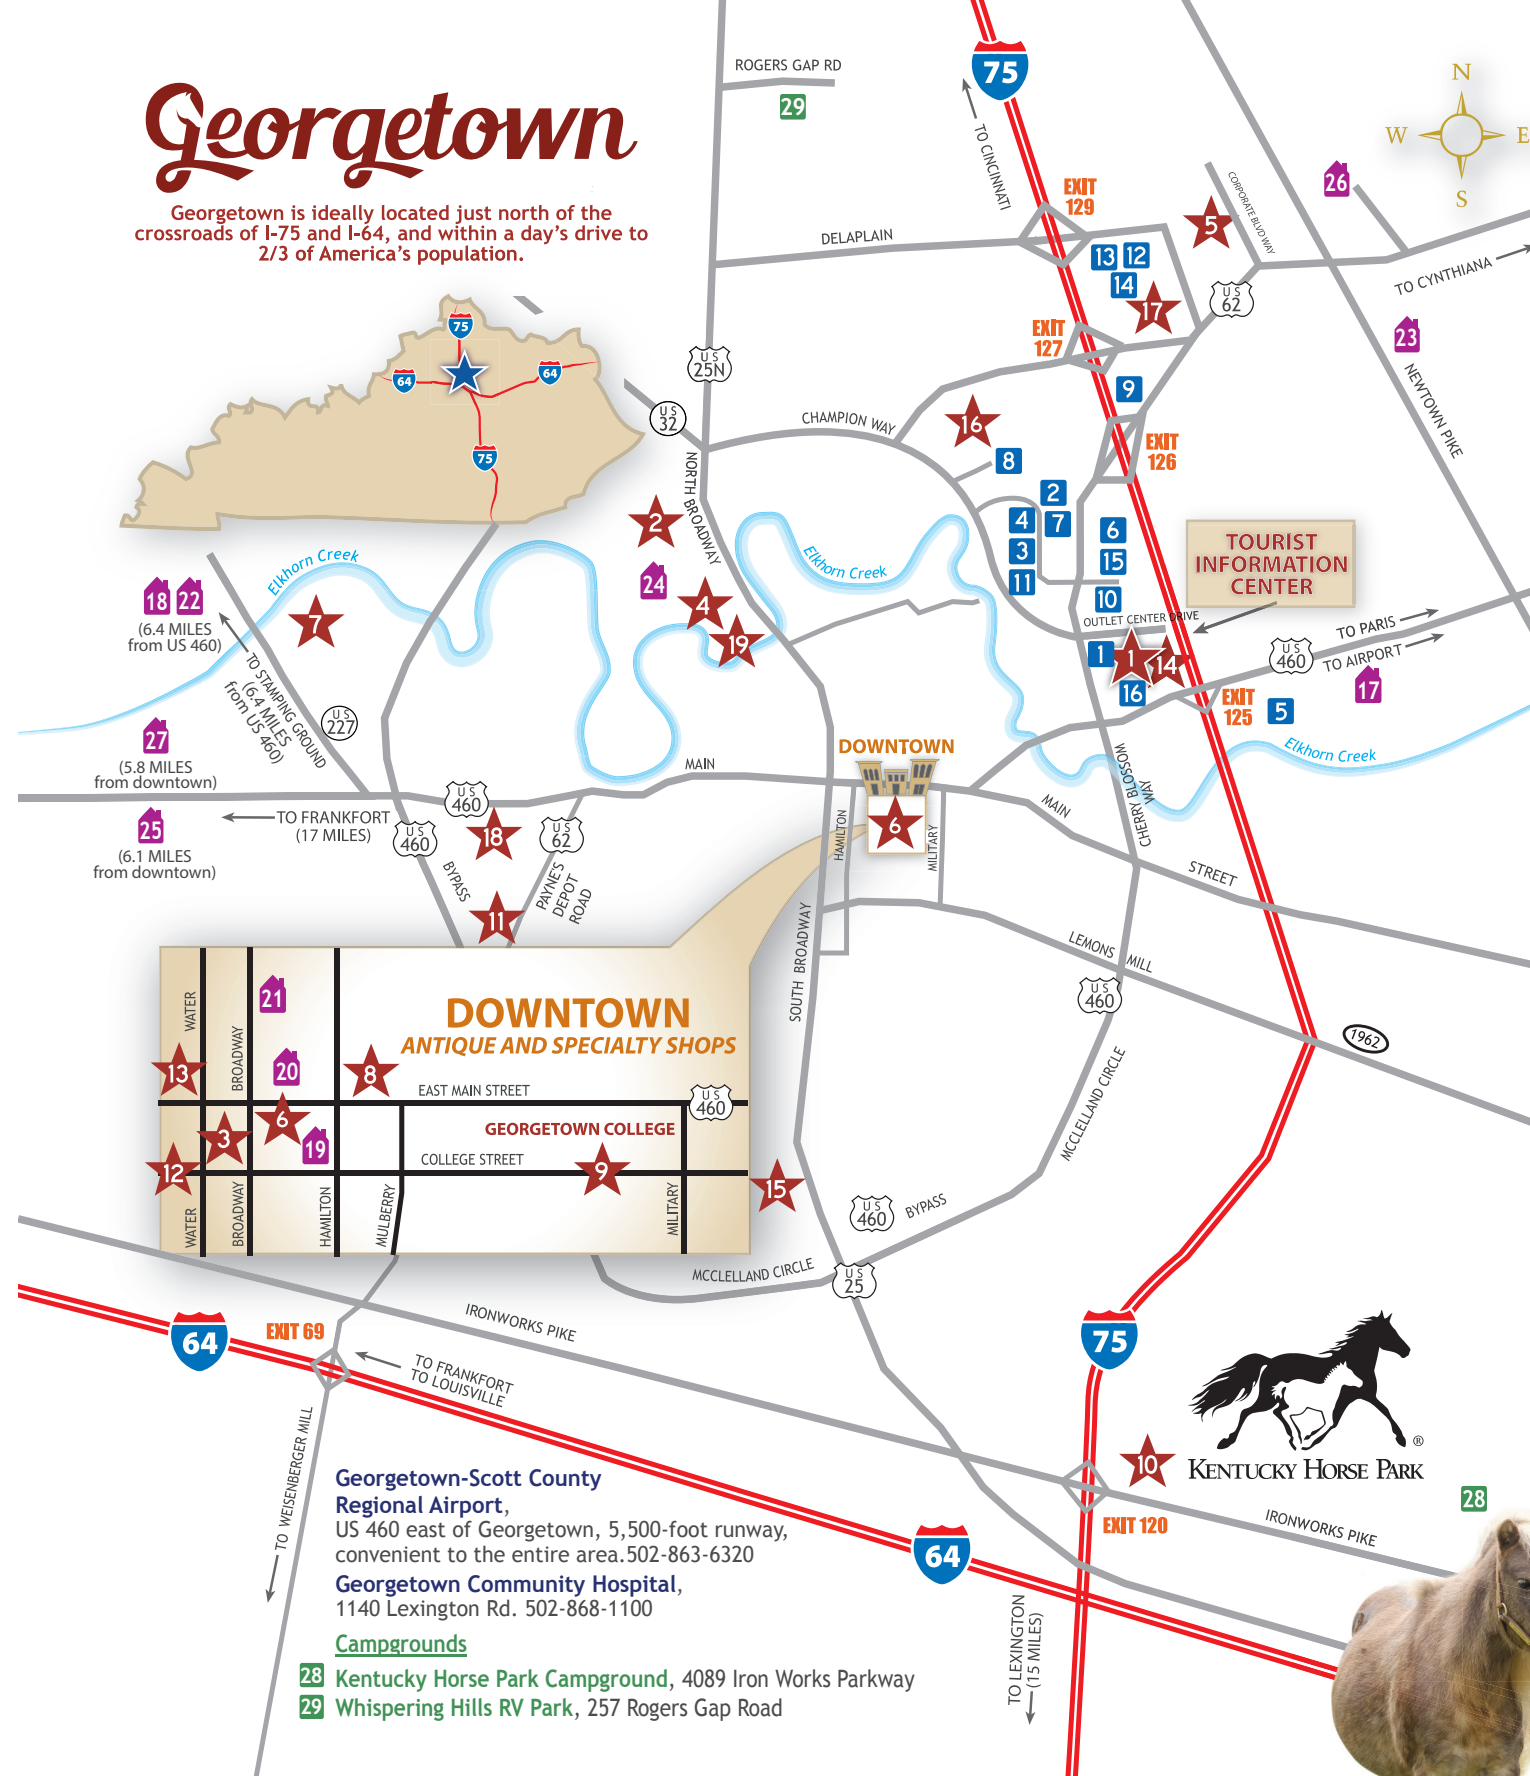 Georgetown
Georgetown is ideally located just north of the
crossroads of I-75 and I-64, and within a day's drive to
2/3 of America's population.
ROGERS GAP RD
29
75
TO CINCINNATI
N
W
E
S
EXIT
129
CORPORATE BLVD WAY
26
5
DELAPLAIN
13
12
14
17
US
62
TO CYNTHIANA
23
NEWTOWN PIKE
EXIT
127
75
64
64
75
US
25N
US
32
CHAMPION WAY
16
9
EXIT
126
8
NORTH BROADWAY
2
2
4
7
3
11
6
15
10
TOURIST
INFORMATION
CENTER
Elkhorn Creek
Elkhorn Creek
18
22
(6.4 MILES
from US 460)
7
24
4
19
OUTLET CENTER DRIVE
1
1
14
16
US
460
TO PARIS
TO AIRPORT
17
EXIT
125
5
Elkhorn Creek
TO STAMPING GROUND
(6.4 MILES
from US 460)
US
227
27
(5.8 MILES
from downtown)
25
(6.1 MILES
from downtown)
TO FRANKFORT
(17 MILES)
US
460
US
460
18
US
62
MAIN
DOWNTOWN
6
HAMILTON
MILITARY
MAIN
STREET
CHERRY BLOSSOM
WAY
BYPASS
PAYNE'S
DEPOT
ROAD
11
SOUTH BROADWAY
LEMONS MILL
US
460
1962
MCCLELLAND CIRCLE
DOWNTOWN
ANTIQUE AND SPECIALTY SHOPS
WATER
BROADWAY
21
20
13
8
EAST MAIN STREET
US
460
6
3
19
GEORGETOWN COLLEGE
12
COLLEGE STREET
9
WATER
BROADWAY
HAMILTON
MULBERRY
MILITARY
15
US
460
BYPASS
MCCLELLAND CIRCLE
US
25
IRONWORKS PIKE
64
EXIT 69
TO FRANKFORT
TO LOUISVILLE
TO WEISENBERGER MILL
75
10
KENTUCKY HORSE PARK
®
28
EXIT 120
IRONWORKS PIKE
64
TO LEXINGTON
(15 MILES)
Georgetown-Scott County
Regional Airport,
US 460 east of Georgetown, 5,500-foot runway,
convenient to the entire area.502-863-6320
Georgetown Community Hospital,
1140 Lexington Rd. 502-868-1100
Campgrounds
28 Kentucky Horse Park Campground, 4089 Iron Works Parkway
29 Whispering Hills RV Park, 257 Rogers Gap Road